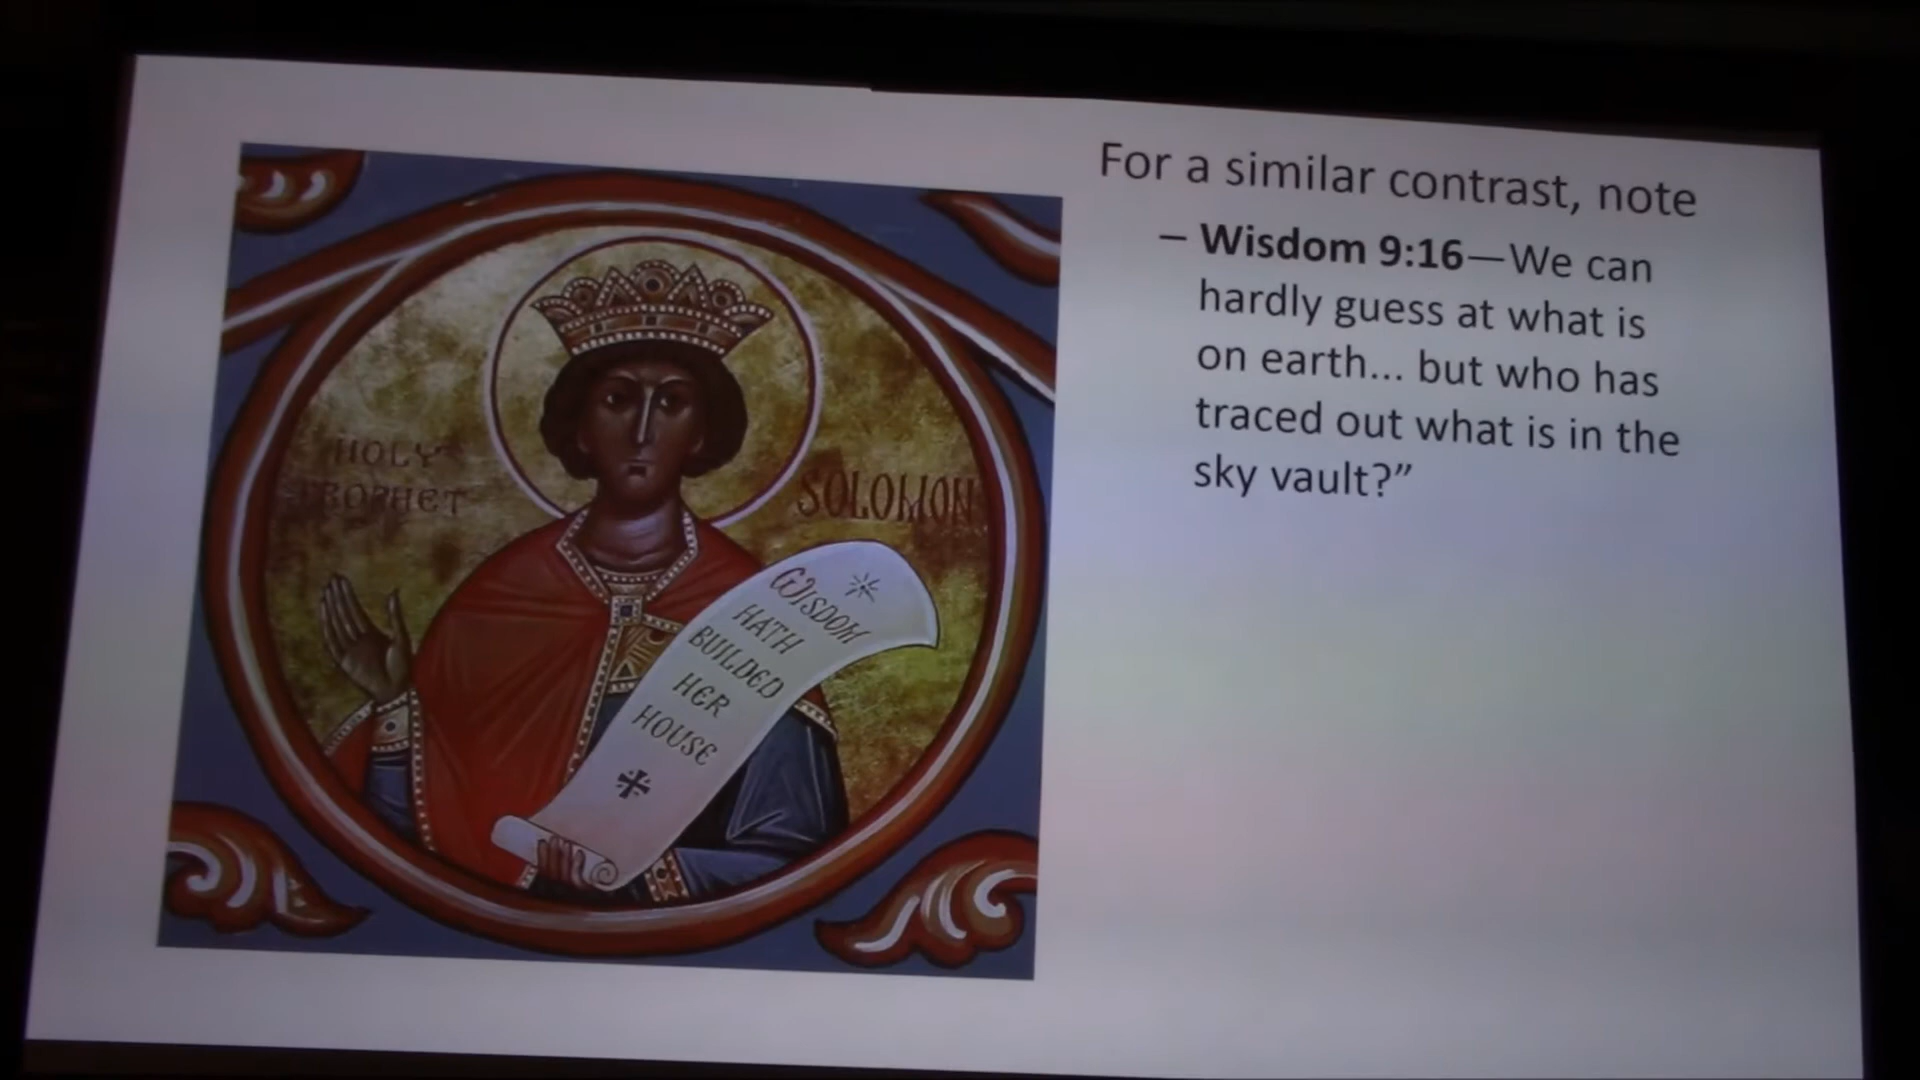 For a similar contrast, note
– Wisdom 9:16—We can
hardly guess at what is
on earth... but who has
traced out what is in the
sky vault?”
HOLY
PROPHET
SOLOMON
WISDOM
HATH
BUILDED
HER
HOUSE